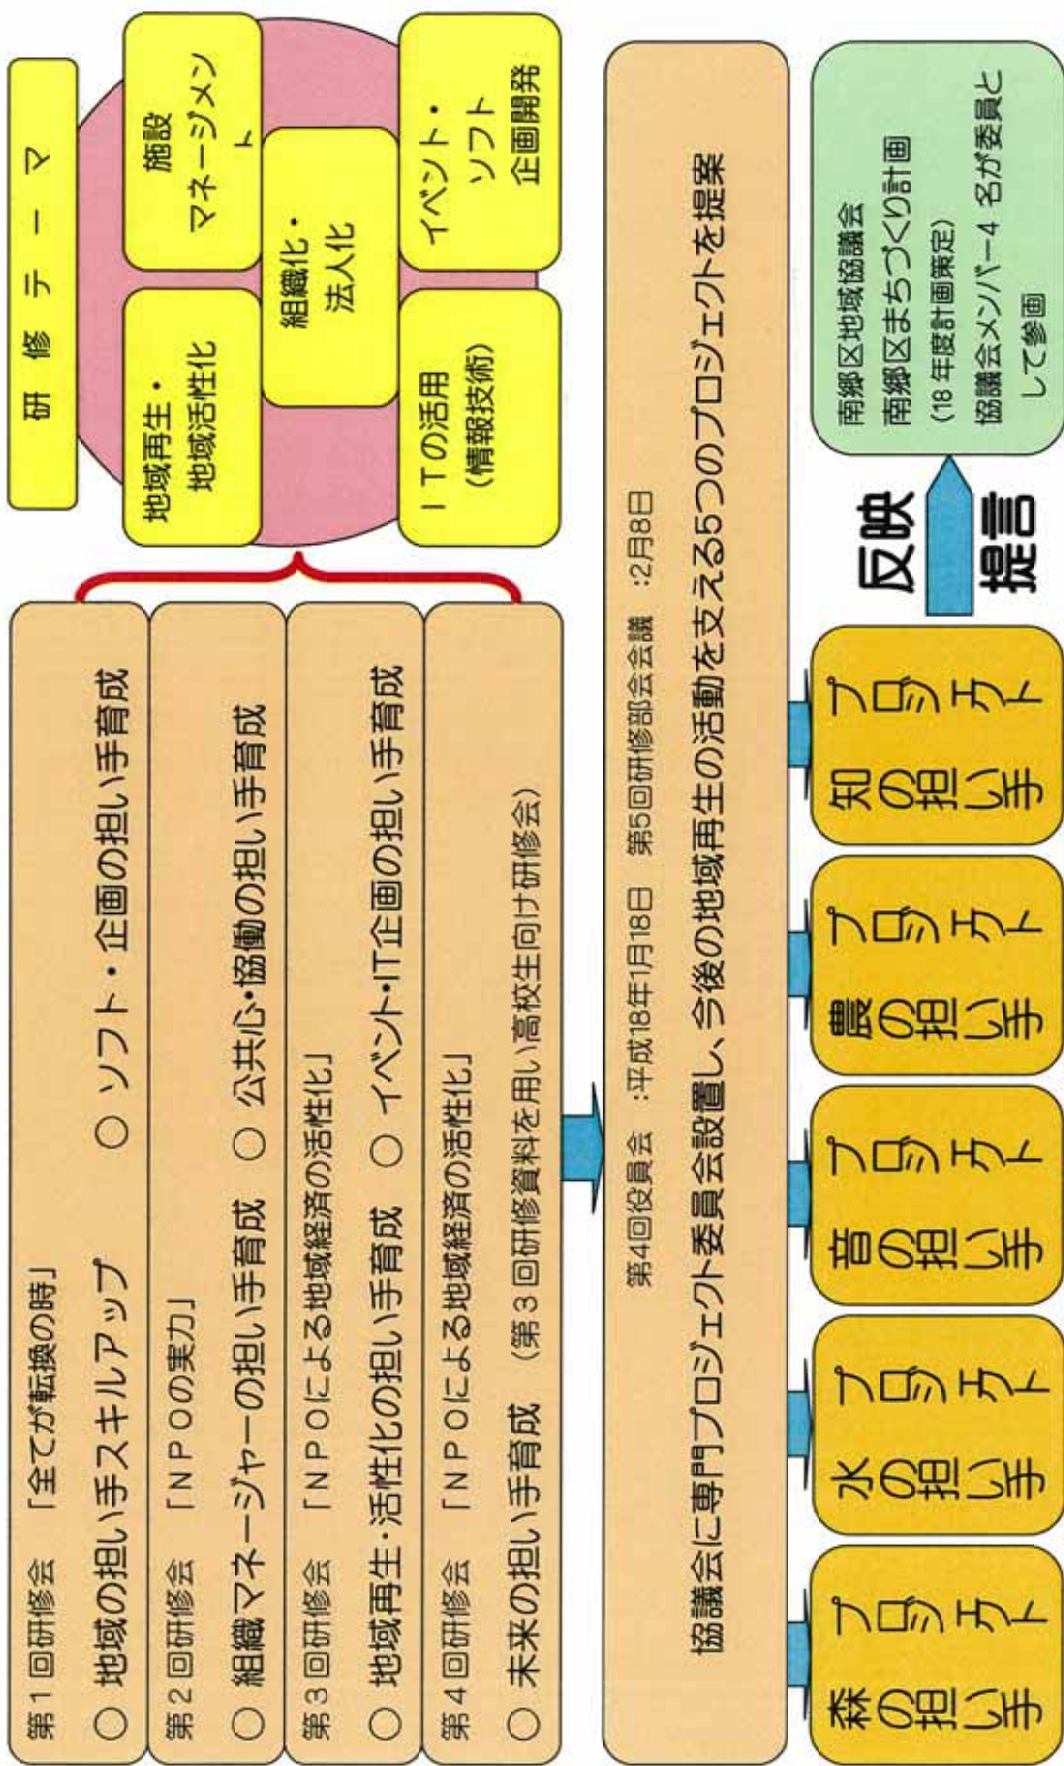 第1回研修会　「全てが転換の時」
○ 地域の担い手スキルアップ　　○ ソフト・企画の担い手育成
第2回研修会　「NPOの実力」
○ 組織マネージャーの担い手育成　○ 公共心・協働の担い手育成
第3回研修会　「NPOによる地域経済の活性化」
○ 地域再生・活性化の担い手育成　○ イベント・IT企画の担い手育成
第4回研修会　「NPOによる地域経済の活性化」
○ 未来の担い手育成　(第3回研修資料を用い高校生向け研修会)
研修テーマ
地域再生・
地域活性化
施設
マネージメン
ト
組織化・
法人化
ITの活用
(情報技術)
イベント・
ソフト
企画開発
第4回役員会　:平成18年1月18日　第5回研修部会会議　:2月8日
協議会に専門プロジェクト委員会設置し、今後の地域再生の活動を支える5つのプロジェクトを提案
森　プ
の　ロ
担　ジ
い　ェク
手　ト
水　プ
の　ロ
担　ジ
い　ェク
手　ト
音　プ
の　ロ
担　ジ
い　ェク
手　ト
農　プ
の　ロ
担　ジ
い　ェク
手　ト
知　プ
の　ロ
担　ジ
い　ェク
手　ト
反映
提言
南郷区地域協議会
南郷区まちづくり計画
(18年度計画策定)
協議会メンバー4名が委員と
して参画